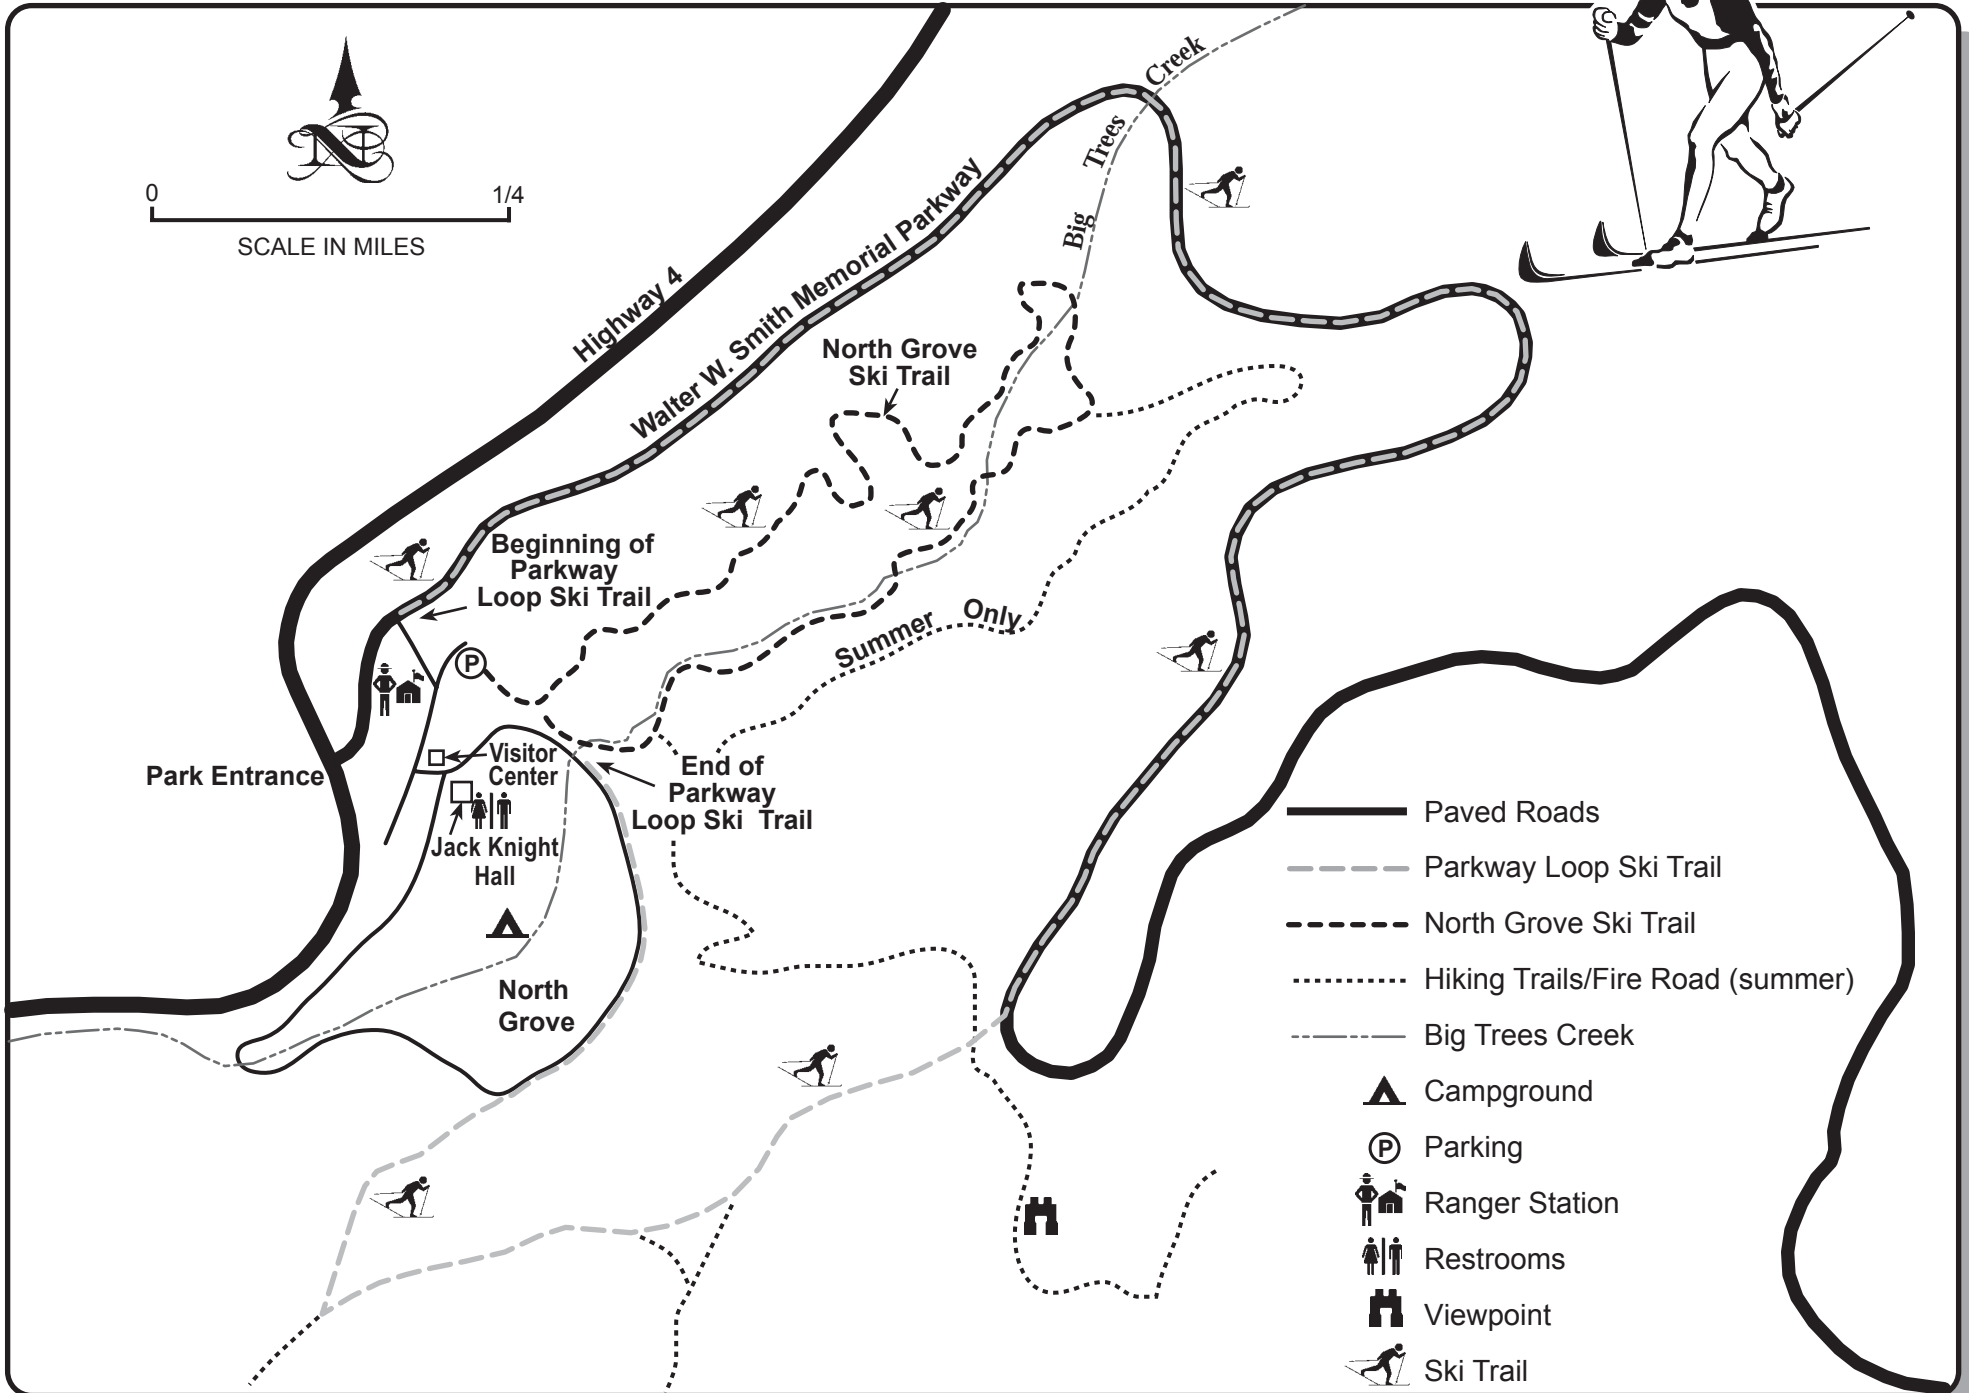 N
0 1/4
SCALE IN MILES
Highway 4
Walter W. Smith Memorial Parkway
Big Trees Creek
North Grove
Ski Trail
Beginning of
Parkway
Loop Ski Trail
P
Summer Only
Park Entrance
Visitor
Center
Jack Knight
Hall
End of
Parkway
Loop Ski Trail
North
Grove
Paved Roads
Parkway Loop Ski Trail
North Grove Ski Trail
Hiking Trails/Fire Road (summer)
Big Trees Creek
Campground
P Parking
Ranger Station
Restrooms
Viewpoint
Ski Trail